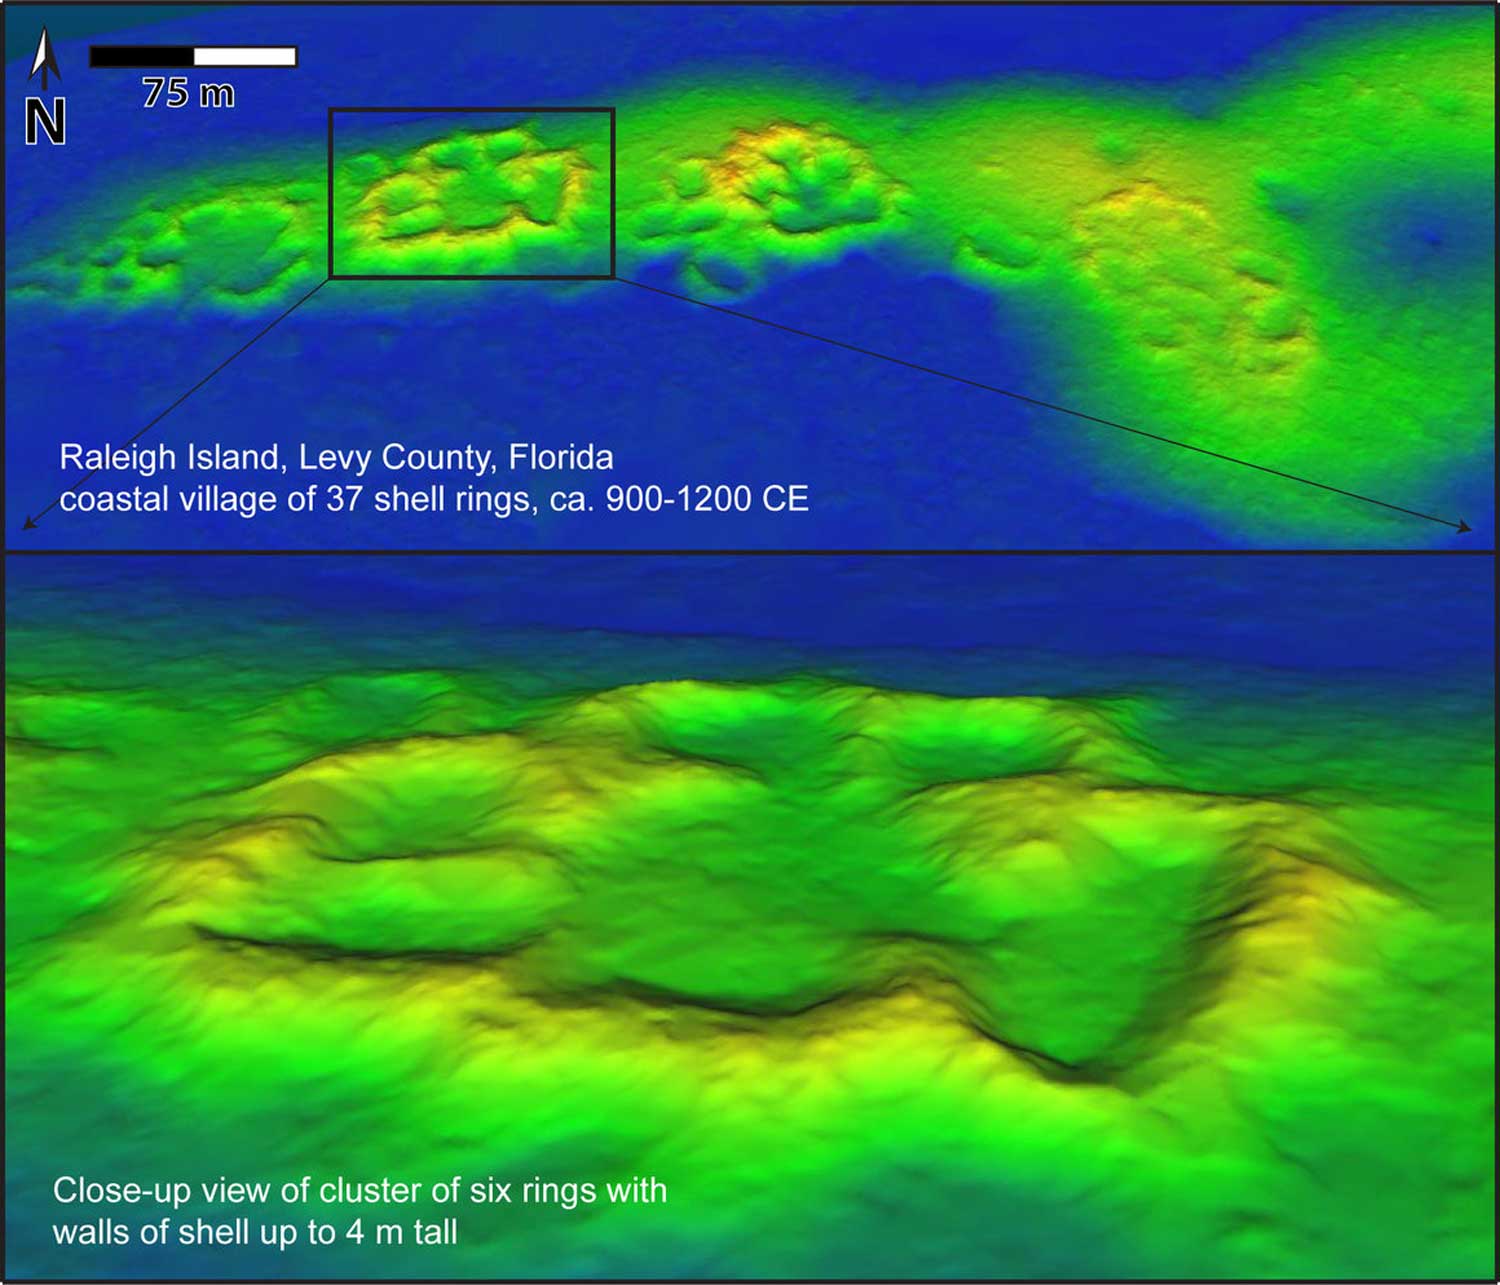 75 m
N
Raleigh Island, Levy County, Florida
coastal village of 37 shell rings, ca. 900-1200 CE
Close-up view of cluster of six rings with
walls of shell up to 4 m tall